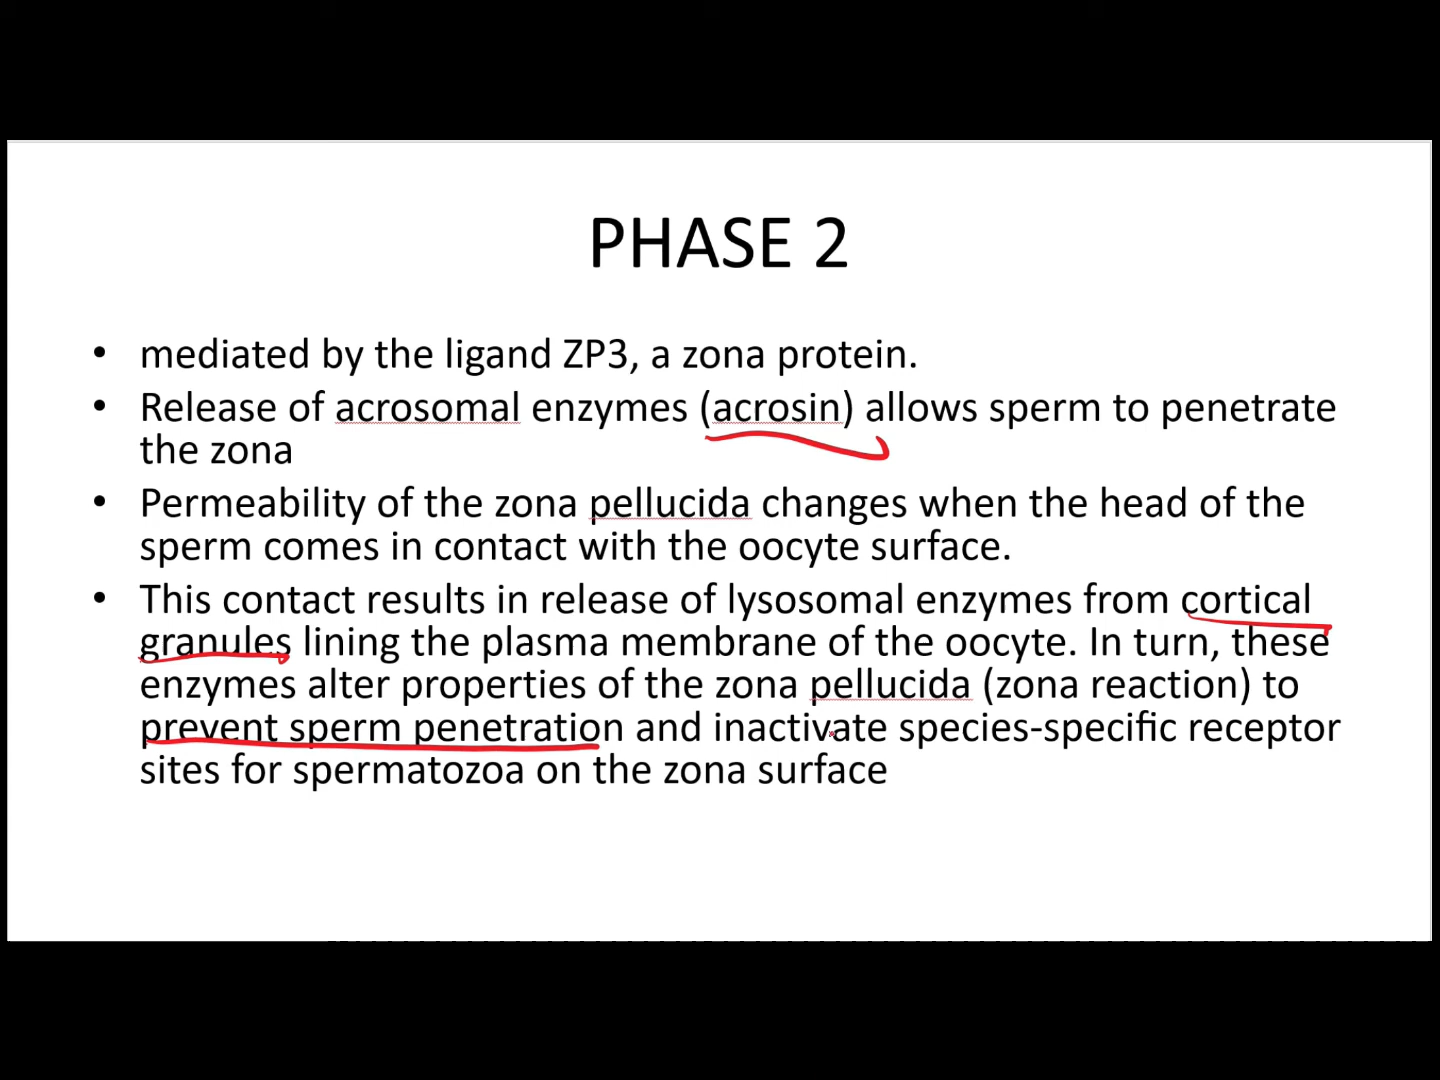 PHASE 2
• mediated by the ligand ZP3, a zona protein.
• Release of acrosomal enzymes (acrosin) allows sperm to penetrate
the zona
• Permeability of the zona pellucida changes when the head of the
sperm comes in contact with the oocyte surface.
• This contact results in release of lysosomal enzymes from cortical
granules lining the plasma membrane of the oocyte. In turn, these
enzymes alter properties of the zona pellucida (zona reaction) to
prevent sperm penetration and inactivate species-specific receptor
sites for spermatozoa on the zona surface